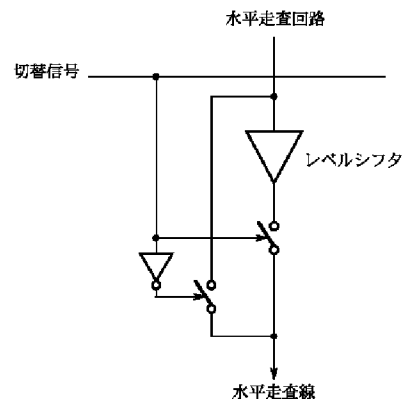 水平走査回路
切替信号
レベルシフタ
水平走査線